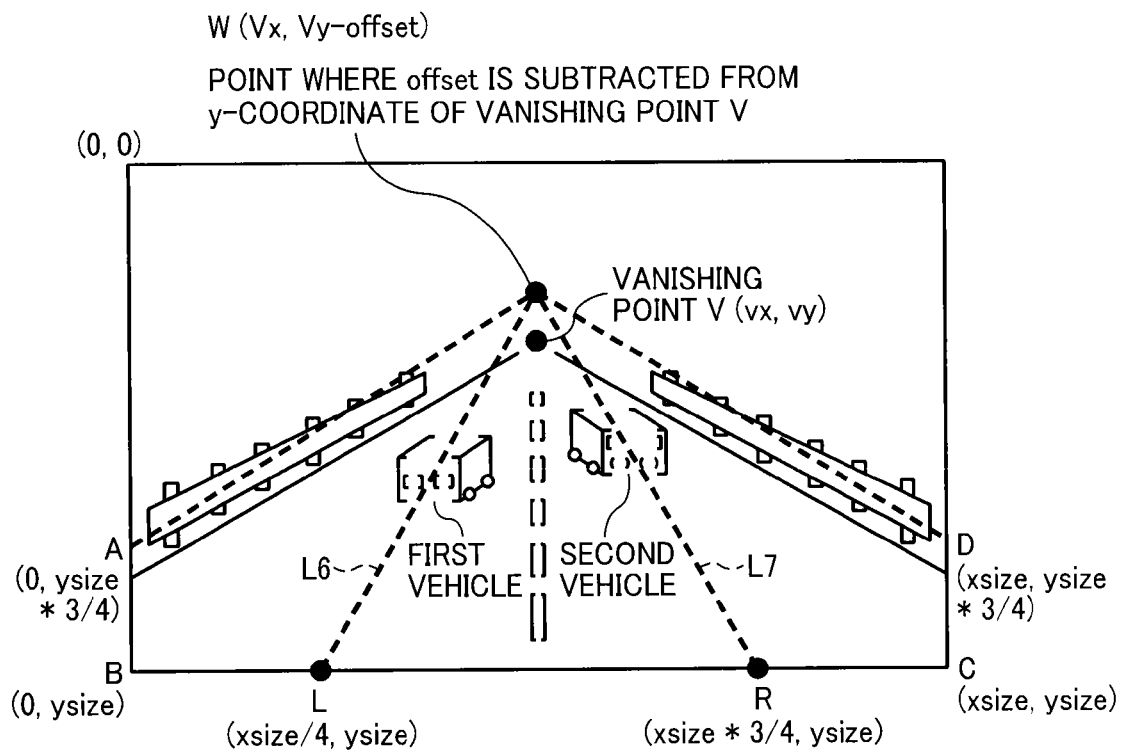 W (Vx, Vy-offset)
POINT WHERE offset IS SUBTRACTED FROM
y-COORDINATE OF VANISHING POINT V
(0, 0)
VANISHING
POINT V (vx, vy)
A
(0, ysize
* 3/4)
L6
FIRST
VEHICLE
SECOND
VEHICLE
L7
D
(xsize, ysize
* 3/4)
B
(0, ysize)
L
(xsize/4, ysize)
R
(xsize * 3/4, ysize)
C
(xsize, ysize)